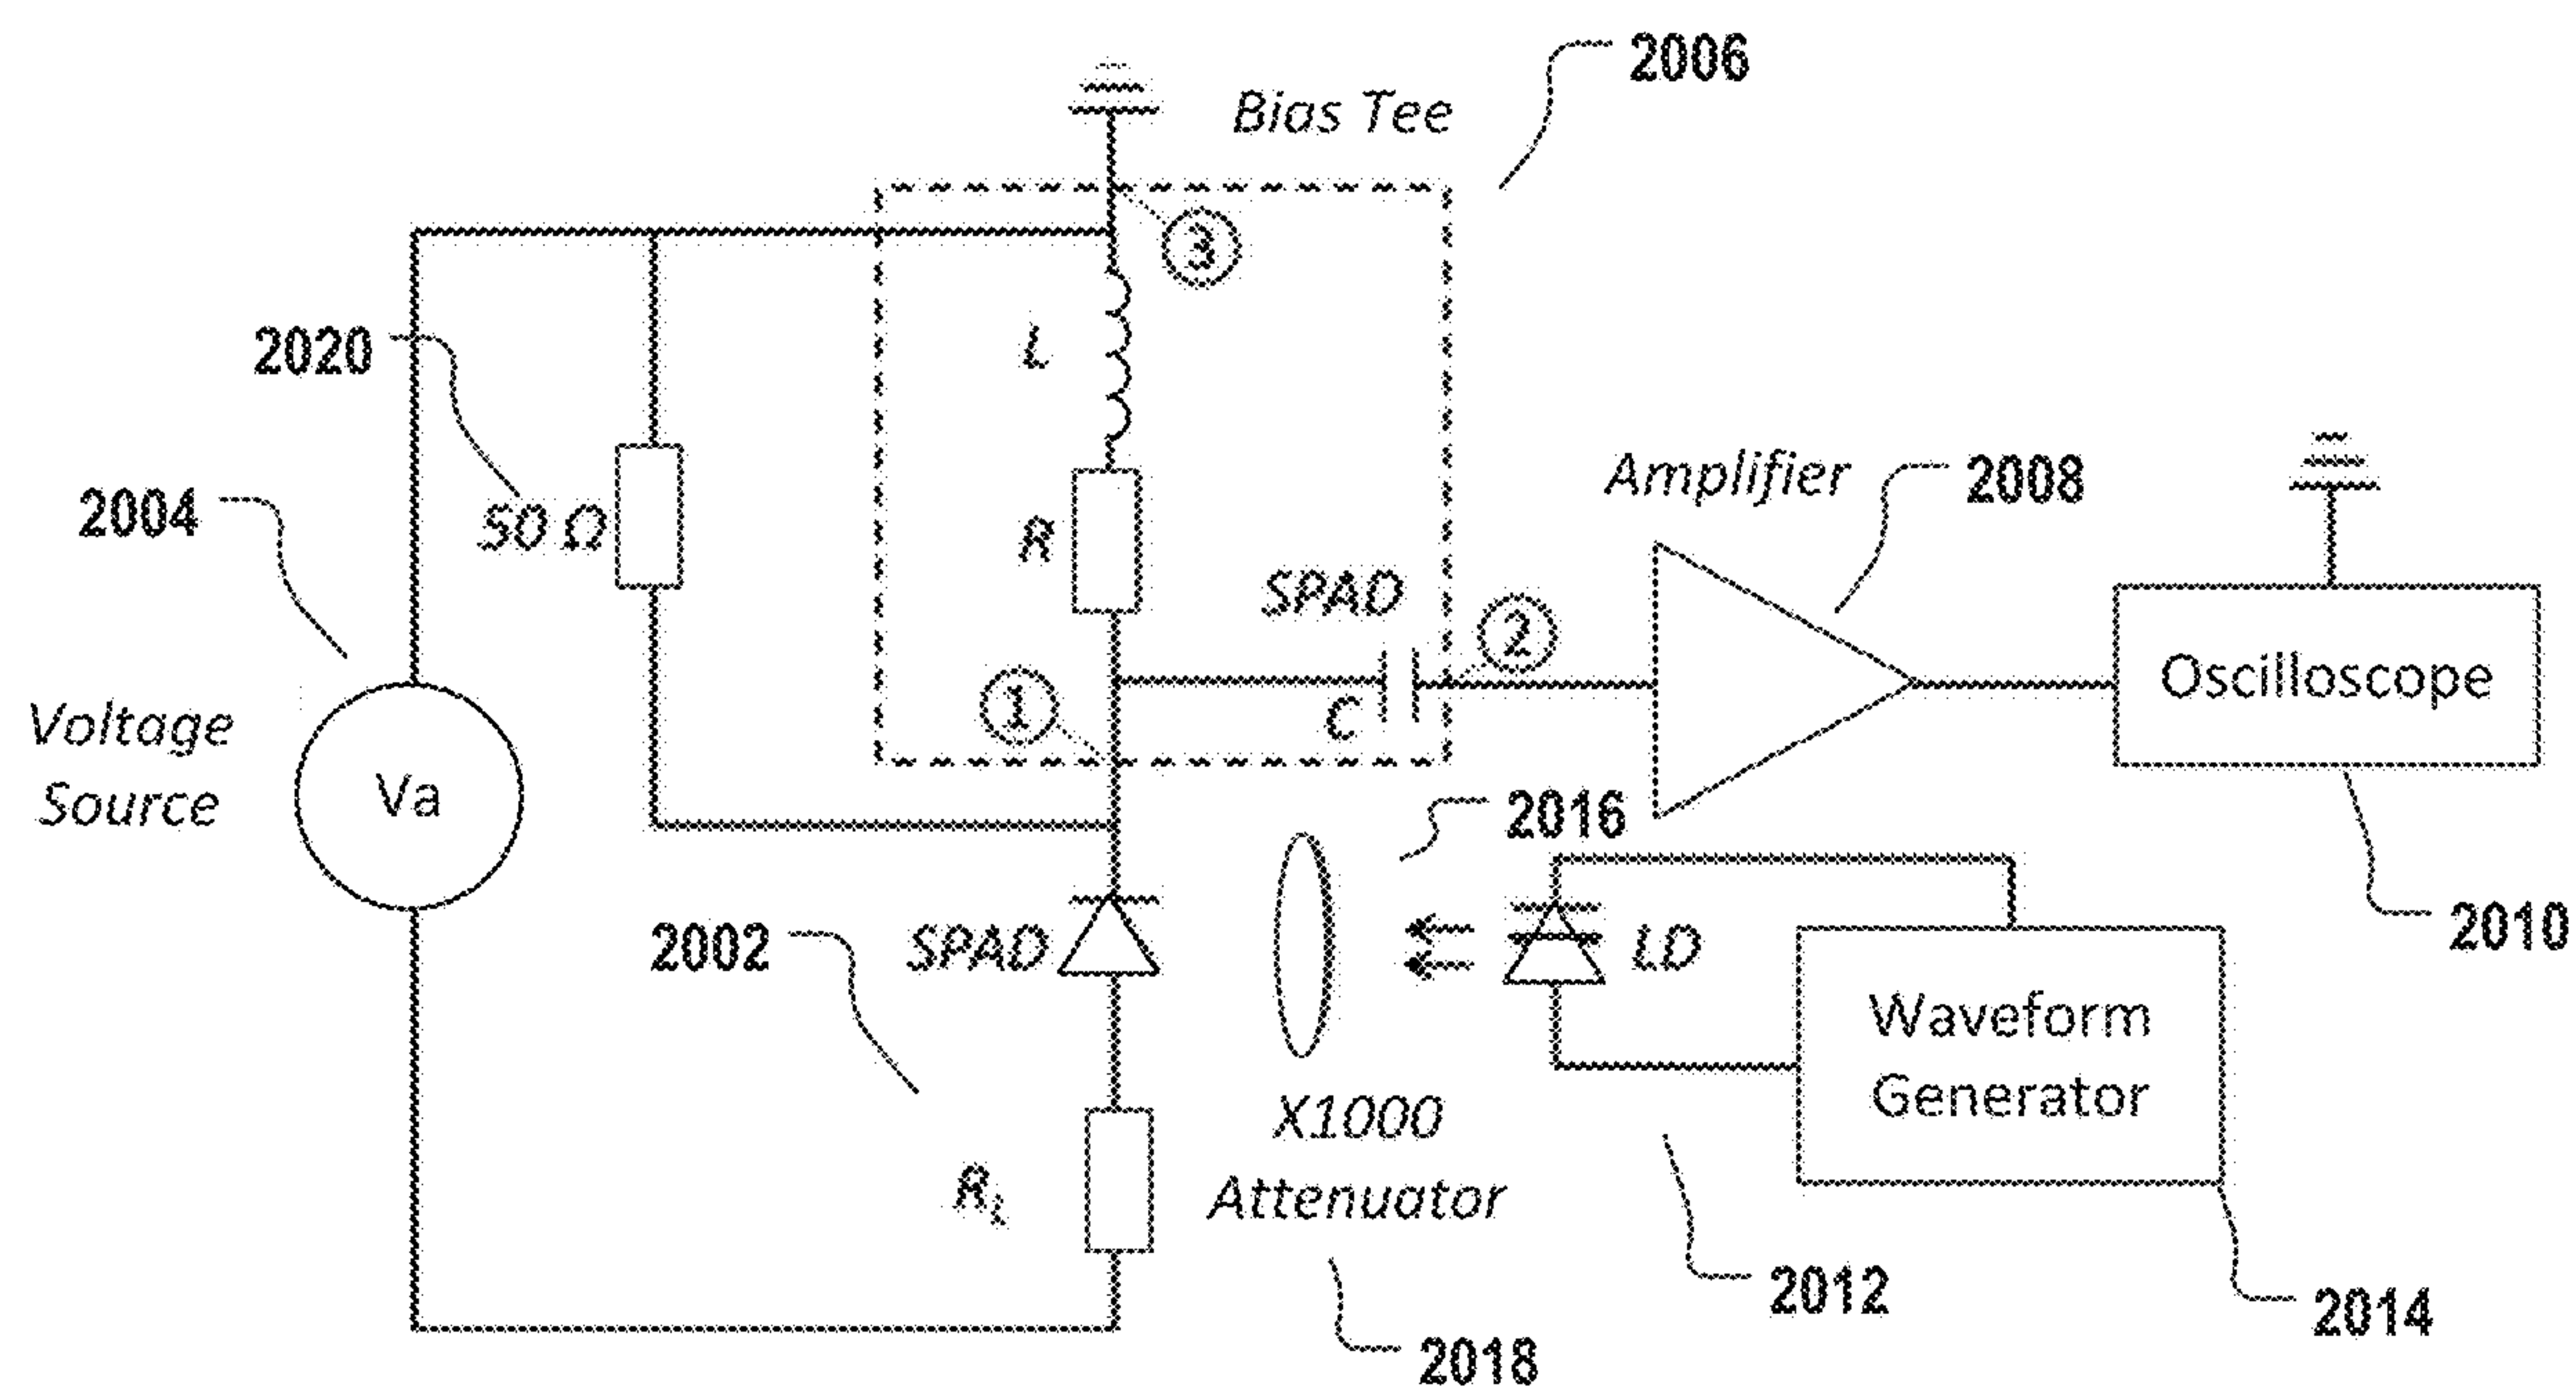 2006
Bias Tee
3
2020
L
2004
50 Ω
R
Amplifier
2008
SPAD
2
Oscilloscope
Voltage
Source
Va
1
C
2016
2010
2002
SPAD
LD
Waveform
Generator
X1000
Attenuator
R_L
2012
2014
2018